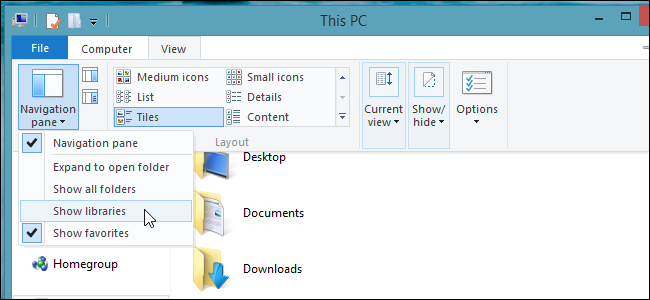 This PC
File
Computer
View
Navigation pane
Medium icons
Small icons
List
Details
Tiles
Content
Layout
Current view
Show/ hide
Options
Navigation pane
Expand to open folder
Show all folders
Show libraries
Show favorites
Homegroup
Desktop
Documents
Downloads